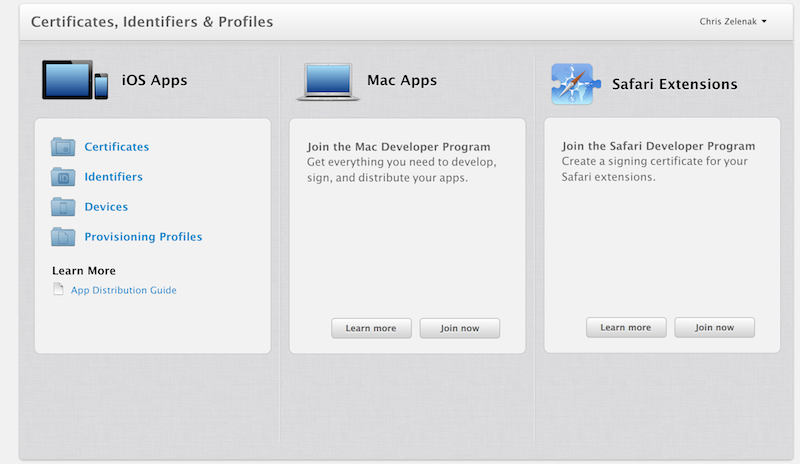 Certificates, Identifiers & Profiles
Chris Zelenak
iOS Apps
Certificates
Identifiers
Devices
Provisioning Profiles
Learn More
App Distribution Guide
Mac Apps
Join the Mac Developer Program
Get everything you need to develop,
sign, and distribute your apps.
Learn more
Join now
Safari Extensions
Join the Safari Developer Program
Create a signing certificate for your
Safari extensions.
Learn more
Join now